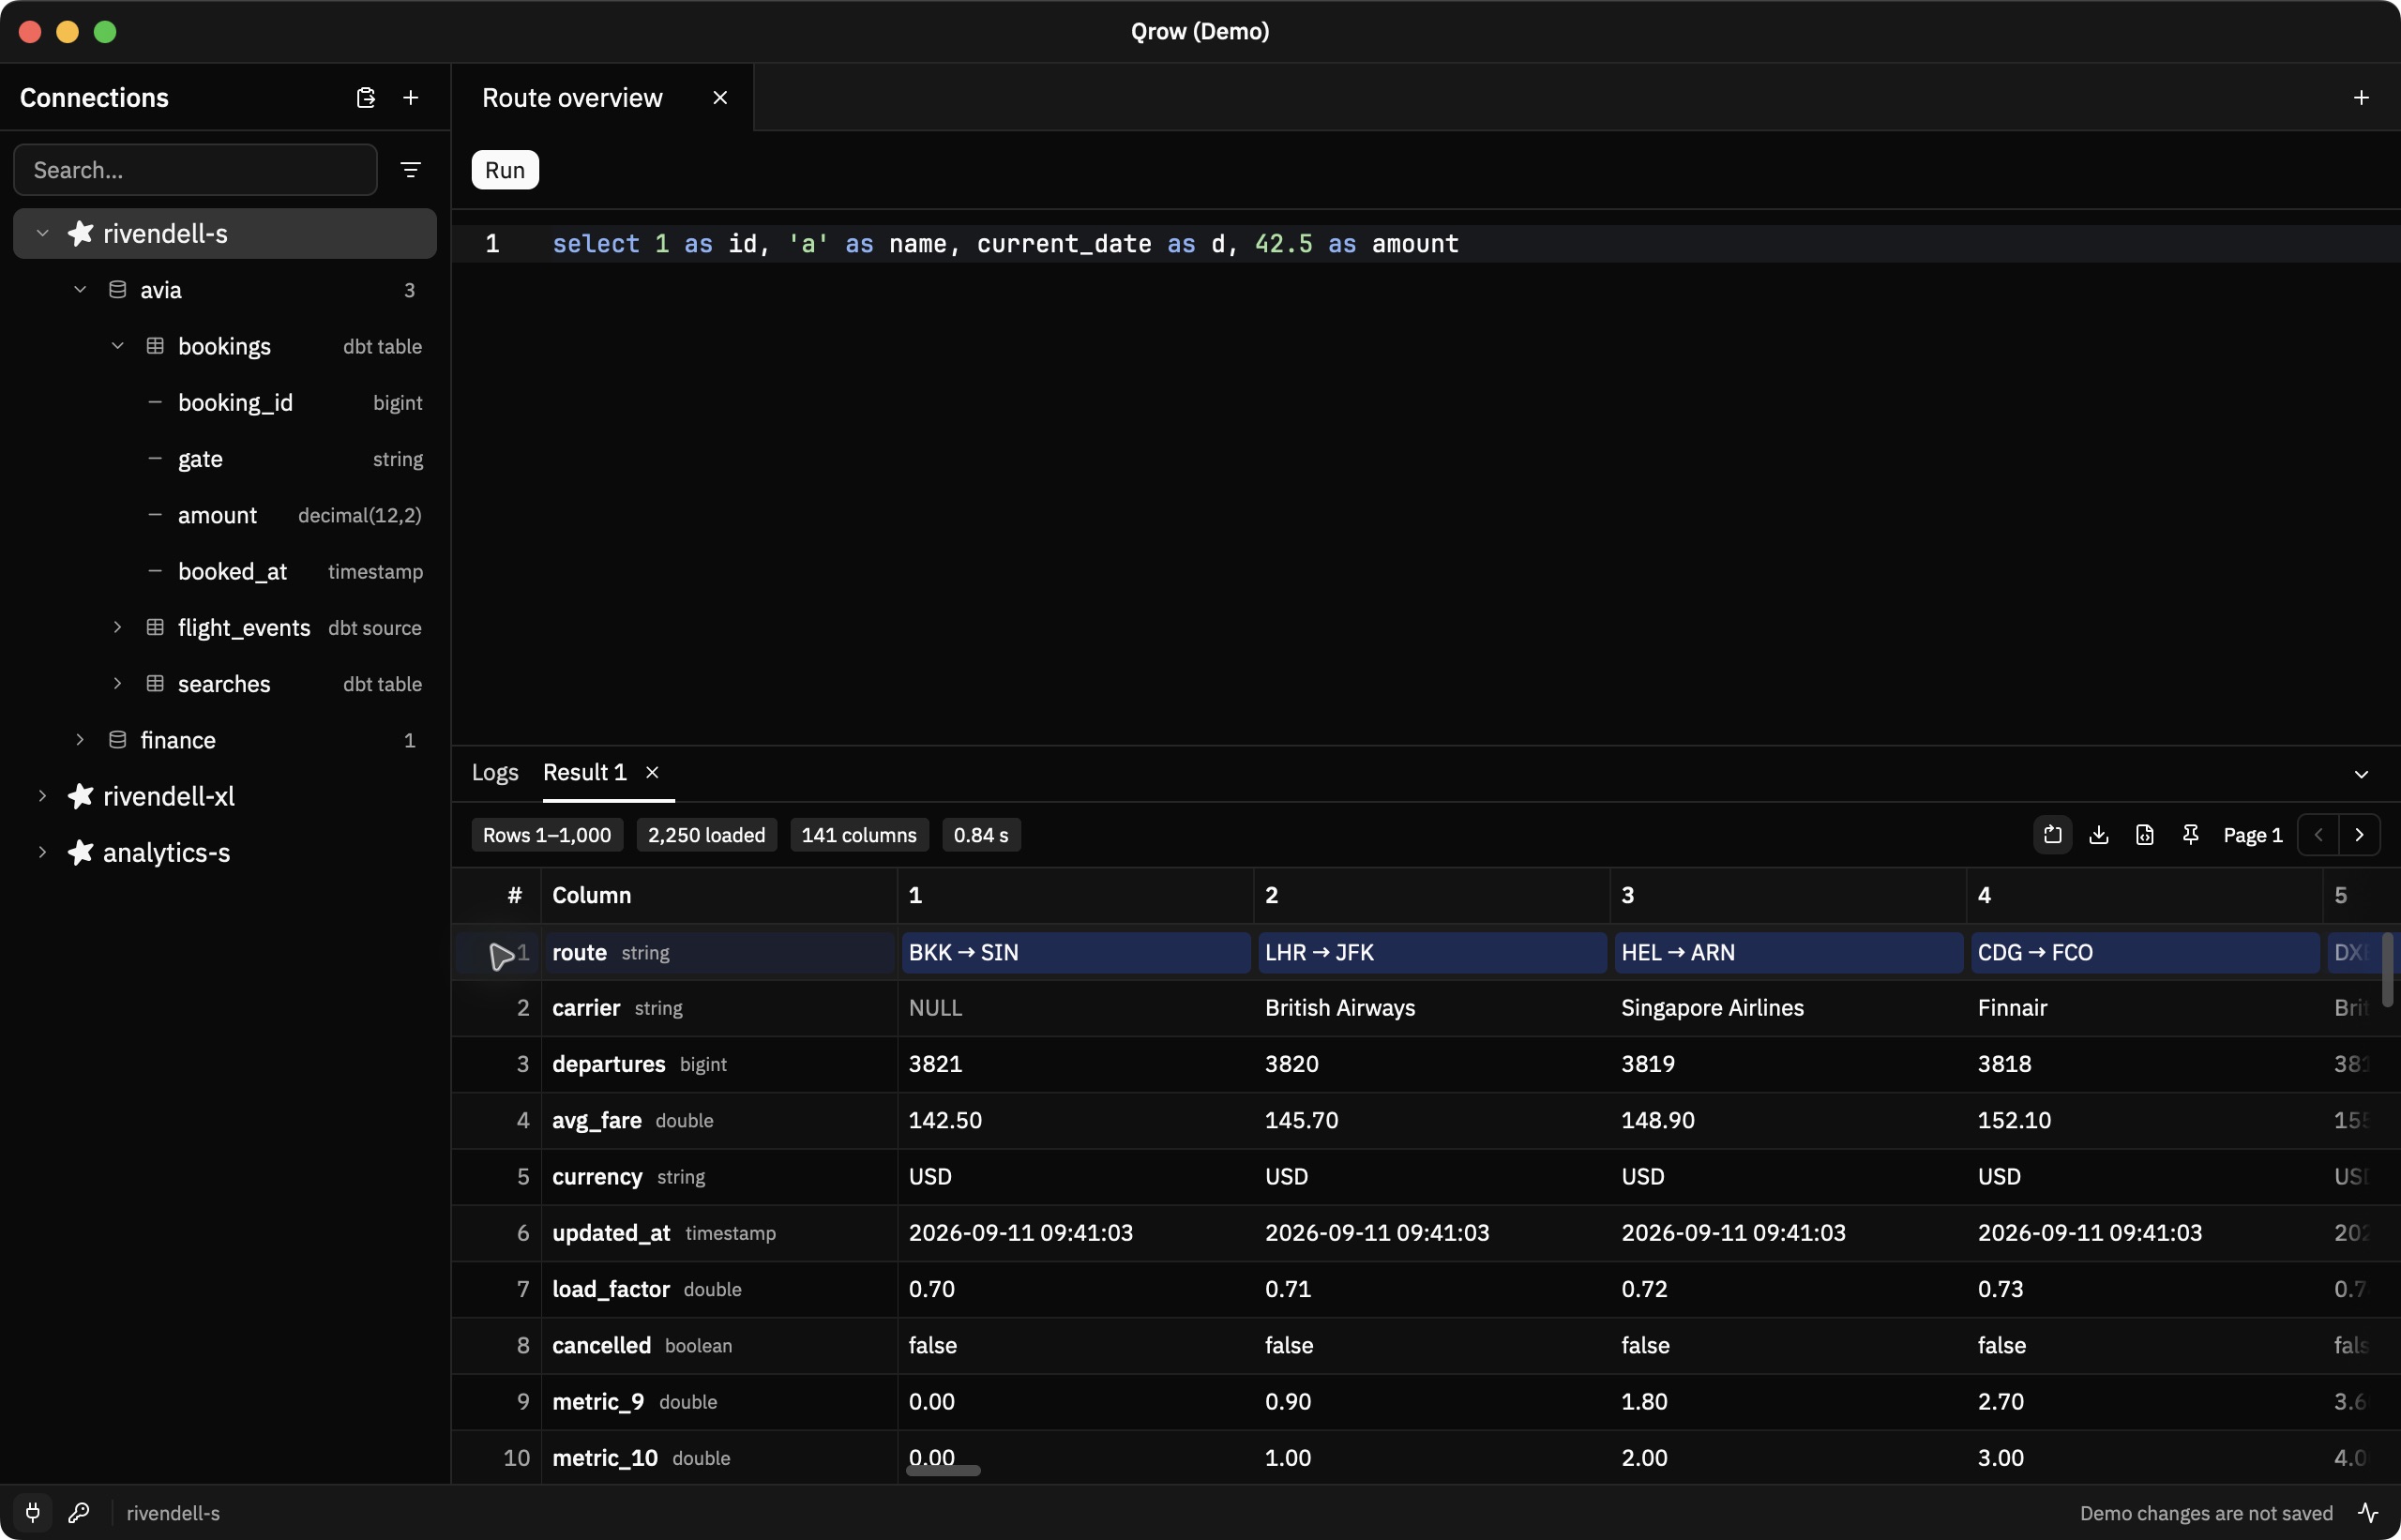 Qrow (Demo)
Connections
Route overview
Search...
Run
rivendell-s
avia 3
bookings dbt table
booking_id bigint
gate string
amount decimal(12,2)
booked_at timestamp
flight_events dbt source
searches dbt table
finance 1
rivendell-xl
analytics-s
1 select 1 as id, 'a' as name, current_date as d, 42.5 as amount
Logs Result 1
Rows 1–1,000 2,250 loaded 141 columns 0.84 s Page 1
# Column 1 2 3 4 5
1 route string BKK → SIN LHR → JFK HEL → ARN CDG → FCO
2 carrier string NULL British Airways Singapore Airlines Finnair
3 departures bigint 3821 3820 3819 3818
4 avg_fare double 142.50 145.70 148.90 152.10
5 currency string USD USD USD USD
6 updated_at timestamp 2026-09-11 09:41:03 2026-09-11 09:41:03 2026-09-11 09:41:03 2026-09-11 09:41:03
7 load_factor double 0.70 0.71 0.72 0.73
8 cancelled boolean false false false false
9 metric_9 double 0.00 0.90 1.80 2.70
10 metric_10 double 0.00 1.00 2.00 3.00
rivendell-s Demo changes are not saved